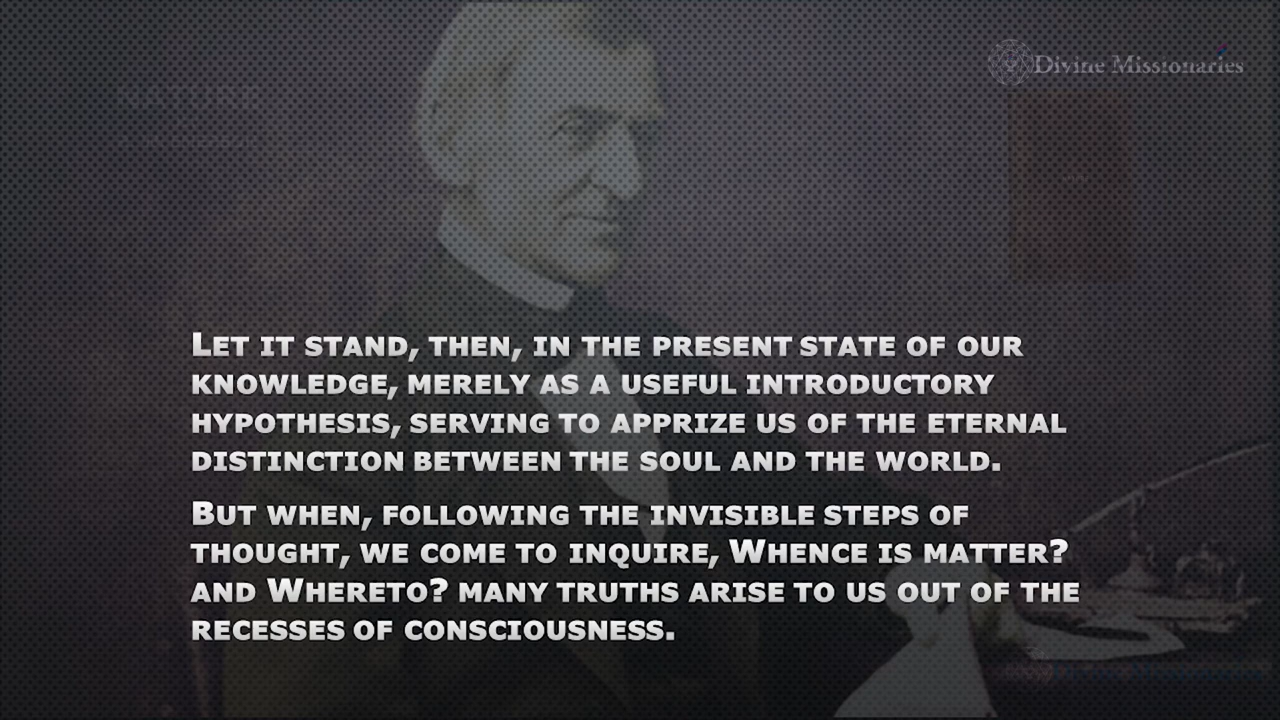 NATURE
Divine Missionaries
Let it stand, then, in the present state of our
knowledge, merely as a useful introductory
hypothesis, serving to apprize us of the eternal
distinction between the soul and the world.
But when, following the invisible steps of
thought, we come to inquire, Whence is matter?
and Whereto? many truths arise to us out of the
recesses of consciousness.